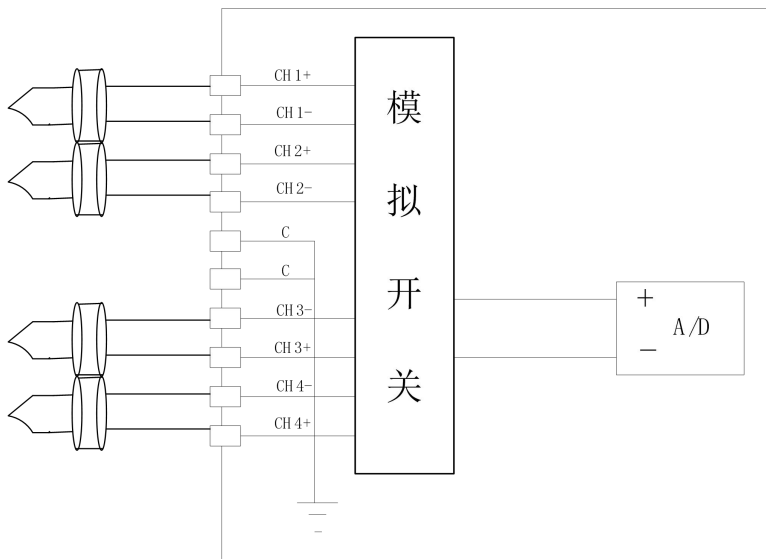 CH1+
CH1-
CH2+
CH2-
C
C
CH3-
CH3+
CH4-
CH4+
模
拟
开
关
+
A/D
−